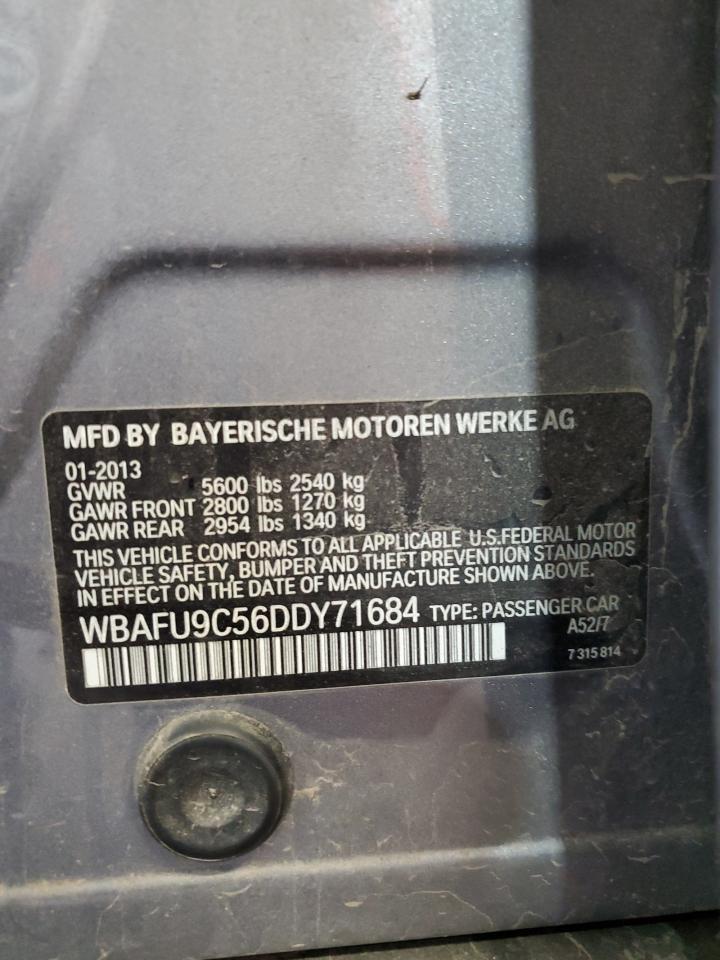 MFD BY BAYERISCHE MOTOREN WERKE AG
01-2013
GVWR 5600 lbs 2540 kg
GAWR FRONT 2800 lbs 1270 kg
GAWR REAR 2954 lbs 1340 kg
THIS VEHICLE CONFORMS TO ALL APPLICABLE U.S.FEDERAL MOTOR
VEHICLE SAFETY, BUMPER AND THEFT PREVENTION STANDARDS
IN EFFECT ON THE DATE OF MANUFACTURE SHOWN ABOVE.
WBAFU9C56DDY71684 TYPE: PASSENGER CAR
A52/7
7 315 814